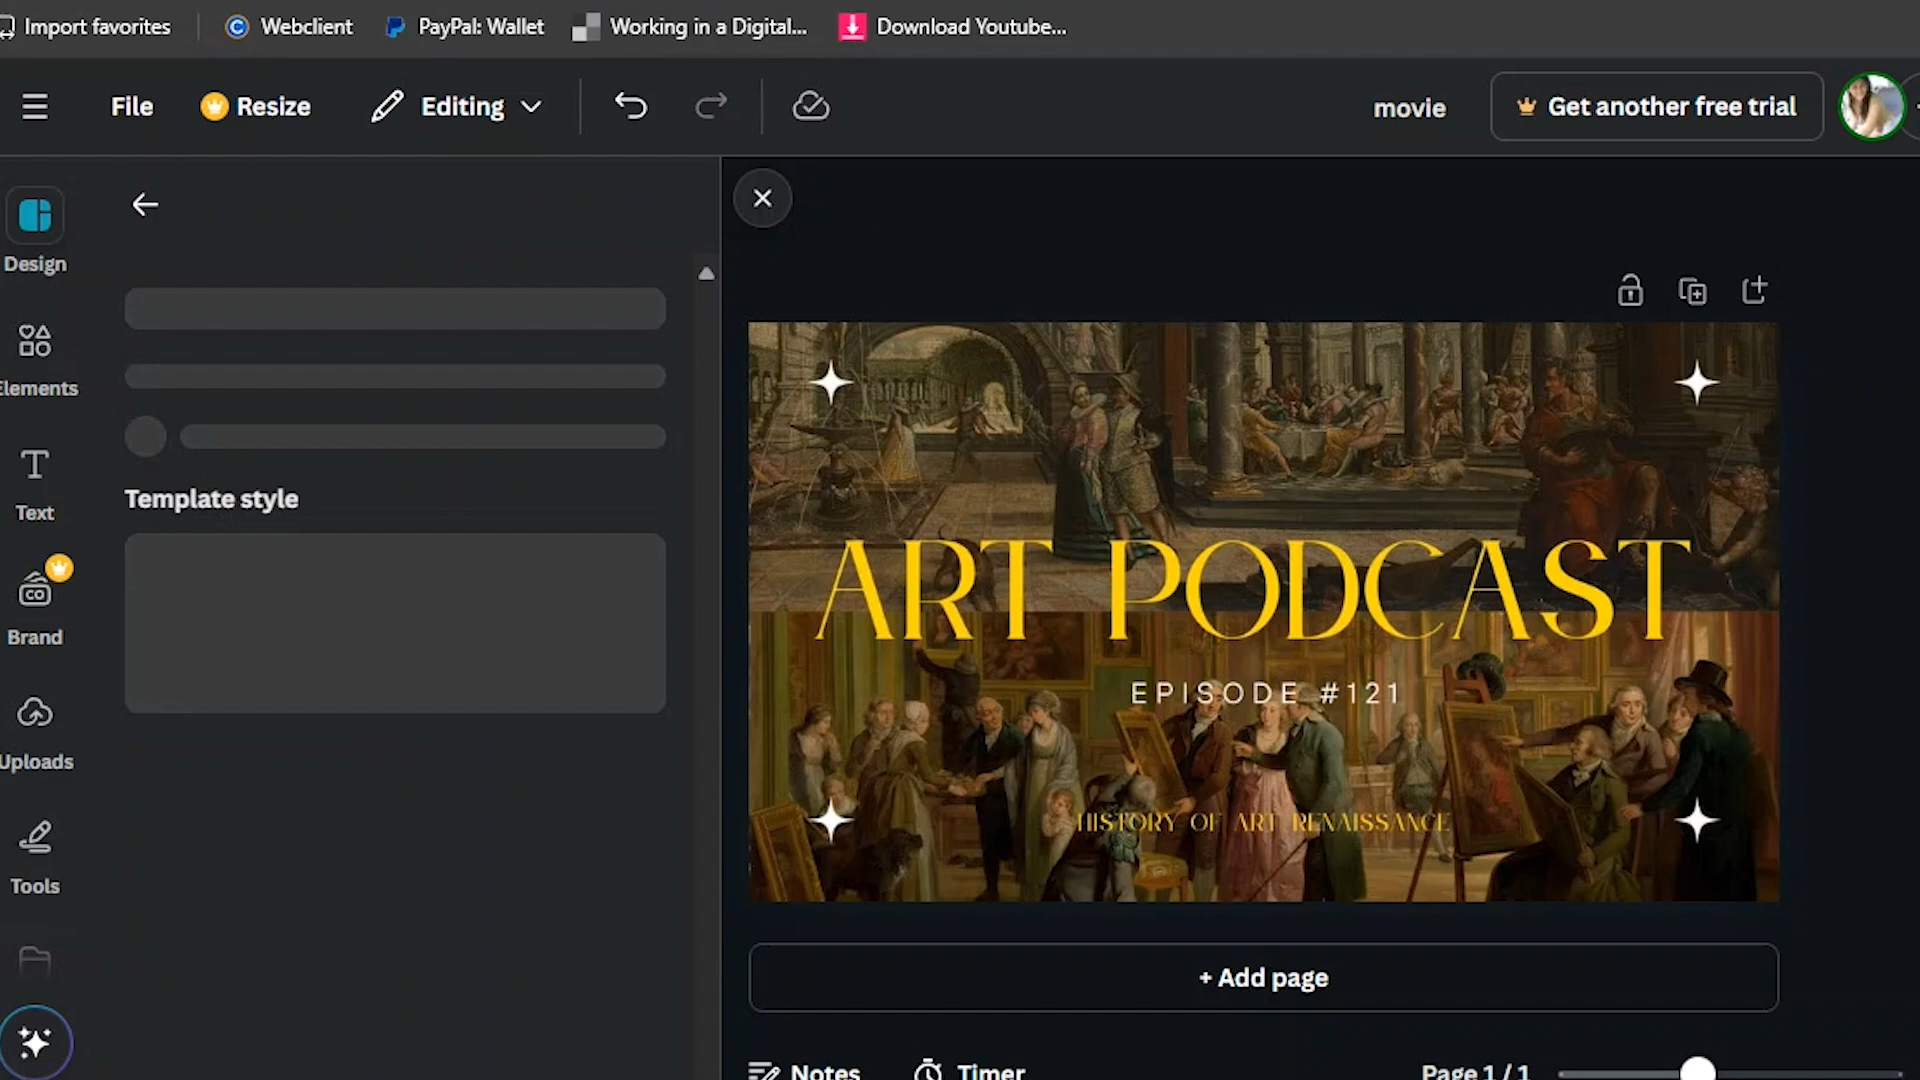 Import favorites
Webclient
PayPal: Wallet
Working in a Digital...
Download Youtube...
File
Resize
Editing
movie
Get another free trial
Design
Elements
Text
Brand
Uploads
Tools
Template style
ART PODCAST
EPISODE #121
HISTORY OF ART RENAISSANCE
+ Add page
Notes
Timer
Page 1 / 1